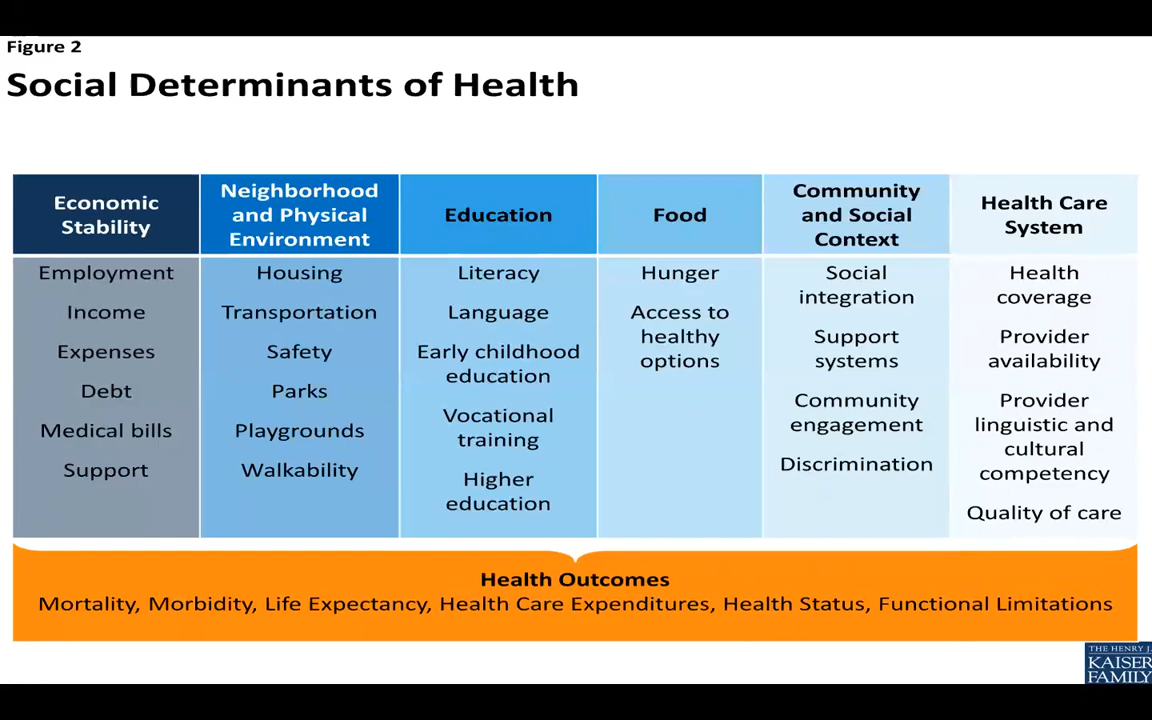 Figure 2
Social Determinants of Health
Economic
Stability
Neighborhood
and Physical
Environment
Education
Food
Community
and Social
Context
Health Care
System
Employment
Income
Expenses
Debt
Medical bills
Support
Housing
Transportation
Safety
Parks
Playgrounds
Walkability
Literacy
Language
Early childhood
education
Vocational
training
Higher
education
Hunger
Access to
healthy
options
Social
integration
Support
systems
Community
engagement
Discrimination
Health
coverage
Provider
availability
Provider
linguistic and
cultural
competency
Quality of care
Health Outcomes
Mortality, Morbidity, Life Expectancy, Health Care Expenditures, Health Status, Functional Limitations
THE HENRY J.
KAISER
FAMILY